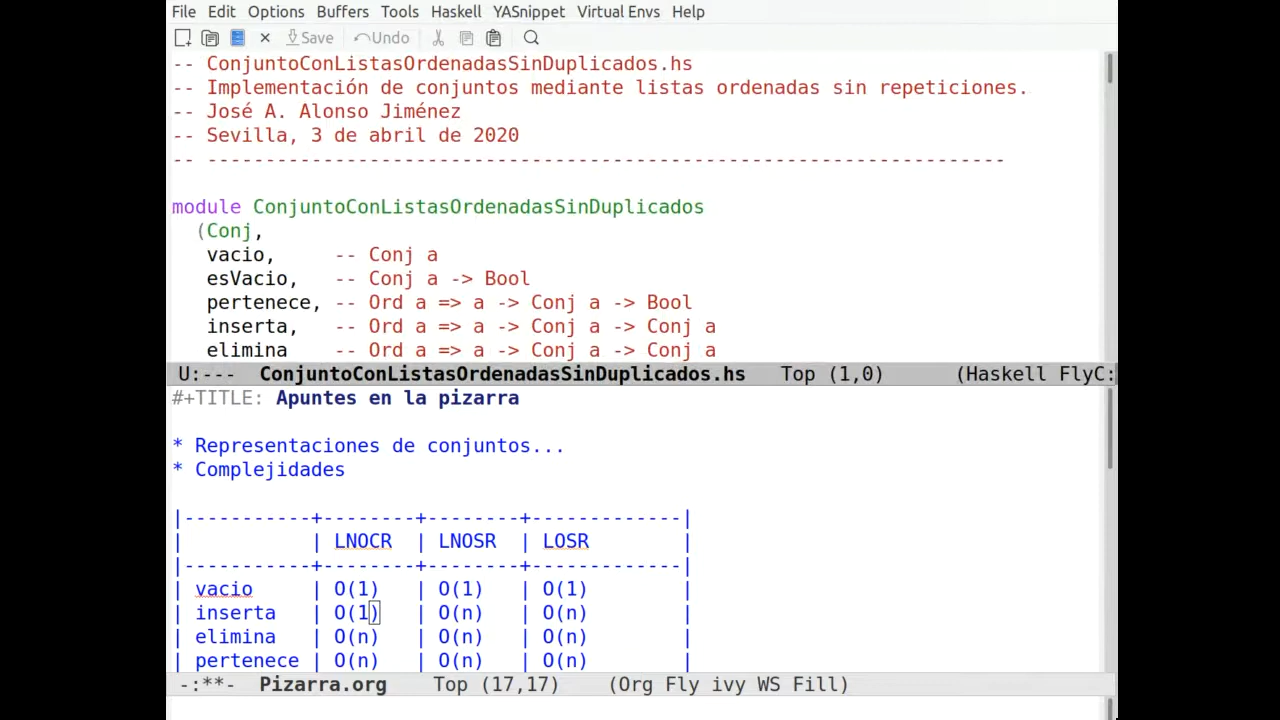 File Edit Options Buffers Tools Haskell YASnippet Virtual Envs Help
Save Undo
-- ConjuntoConListasOrdenadasSinDuplicados.hs
-- Implementación de conjuntos mediante listas ordenadas sin repeticiones.
-- José A. Alonso Jiménez
-- Sevilla, 3 de abril de 2020
-- ---------------------------------------------------------------------
module ConjuntoConListasOrdenadasSinDuplicados
(Conj,
vacio, -- Conj a
esVacio, -- Conj a -> Bool
pertenece, -- Ord a => a -> Conj a -> Bool
inserta, -- Ord a => a -> Conj a -> Conj a
elimina -- Ord a => a -> Conj a -> Conj a
U:--- ConjuntoConListasOrdenadasSinDuplicados.hs Top (1,0) (Haskell FlyC:
#+TITLE: Apuntes en la pizarra
* Representaciones de conjuntos...
* Complejidades
|-----------+--------+--------+-------------|
| | LNOCR | LNOSR | LOSR |
|-----------+--------+--------+-------------|
| vacio | O(1) | O(1) | O(1) |
| inserta | O(1) | O(n) | O(n) |
| elimina | O(n) | O(n) | O(n) |
| pertenece | O(n) | O(n) | O(n) |
-:**- Pizarra.org Top (17,17) (Org Fly ivy WS Fill)